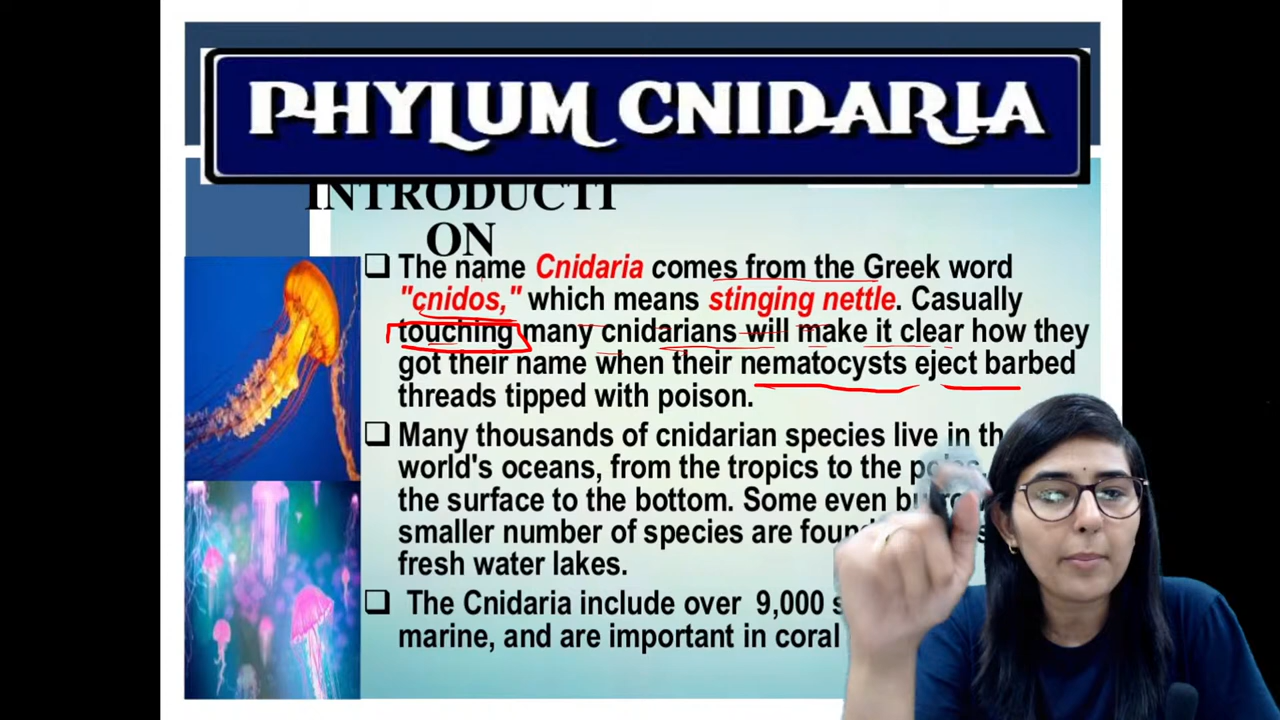 PHYLUM CNIDARIA
INTRODUCTI
ON
The name Cnidaria comes from the Greek word
"cnidos," which means stinging nettle. Casually
touching many cnidarians will make it clear how they
got their name when their nematocysts eject barbed
threads tipped with poison.
Many thousands of cnidarian species live in th
world's oceans, from the tropics to the poles,
the surface to the bottom. Some even
smaller number of species are
fresh water lakes.
The Cnidaria include over 9,000
marine, and are important in coral